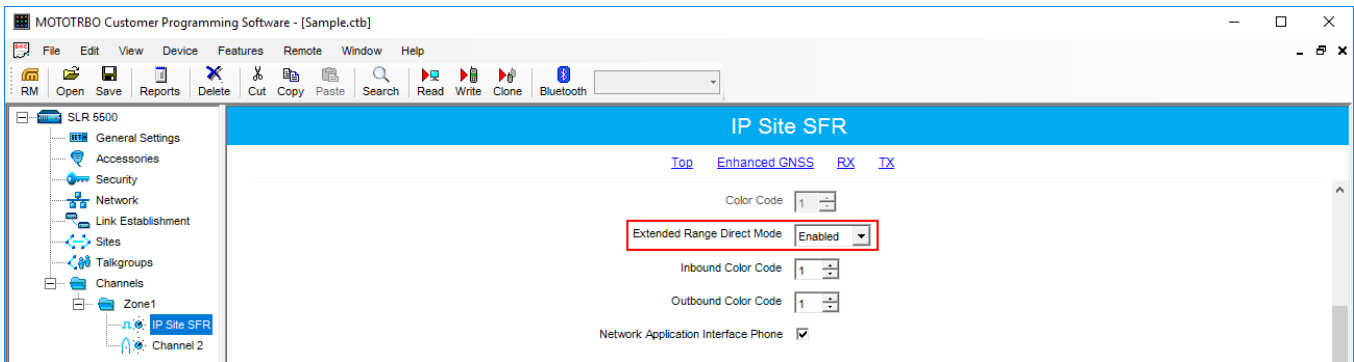 MOTOTRBO Customer Programming Software - [Sample.ctb]
File Edit View Device Features Remote Window Help
RM Open Save Reports Delete Cut Copy Paste Search Read Write Clone Bluetooth
SLR 5500
General Settings
Accessories
Security
Network
Link Establishment
Sites
Talkgroups
Channels
Zone1
IP Site SFR
Channel 2
IP Site SFR
Top Enhanced GNSS RX TX
Color Code 1
Extended Range Direct Mode Enabled
Inbound Color Code 1
Outbound Color Code 1
Network Application Interface Phone